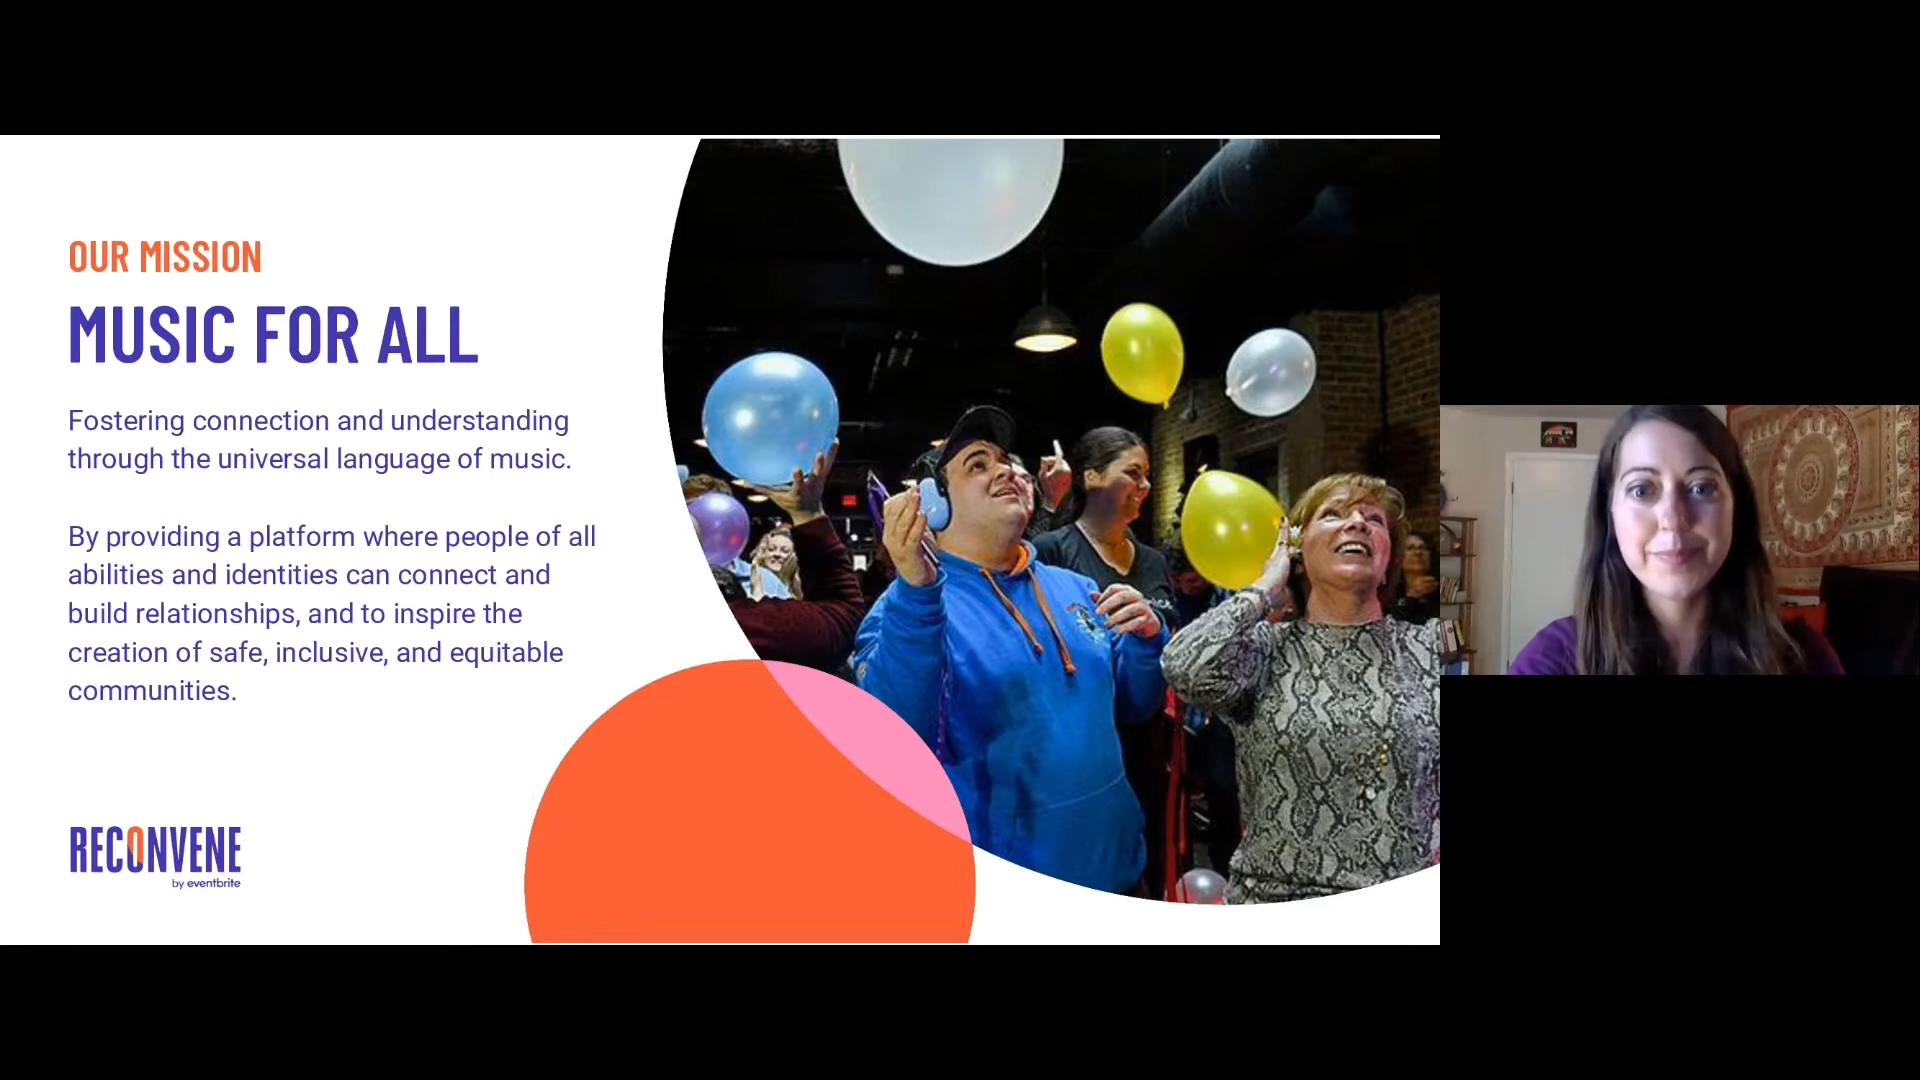 OUR MISSION
MUSIC FOR ALL
Fostering connection and understanding
through the universal language of music.
By providing a platform where people of all
abilities and identities can connect and
build relationships, and to inspire the
creation of safe, inclusive, and equitable
communities.
RECONVENE
by eventbrite